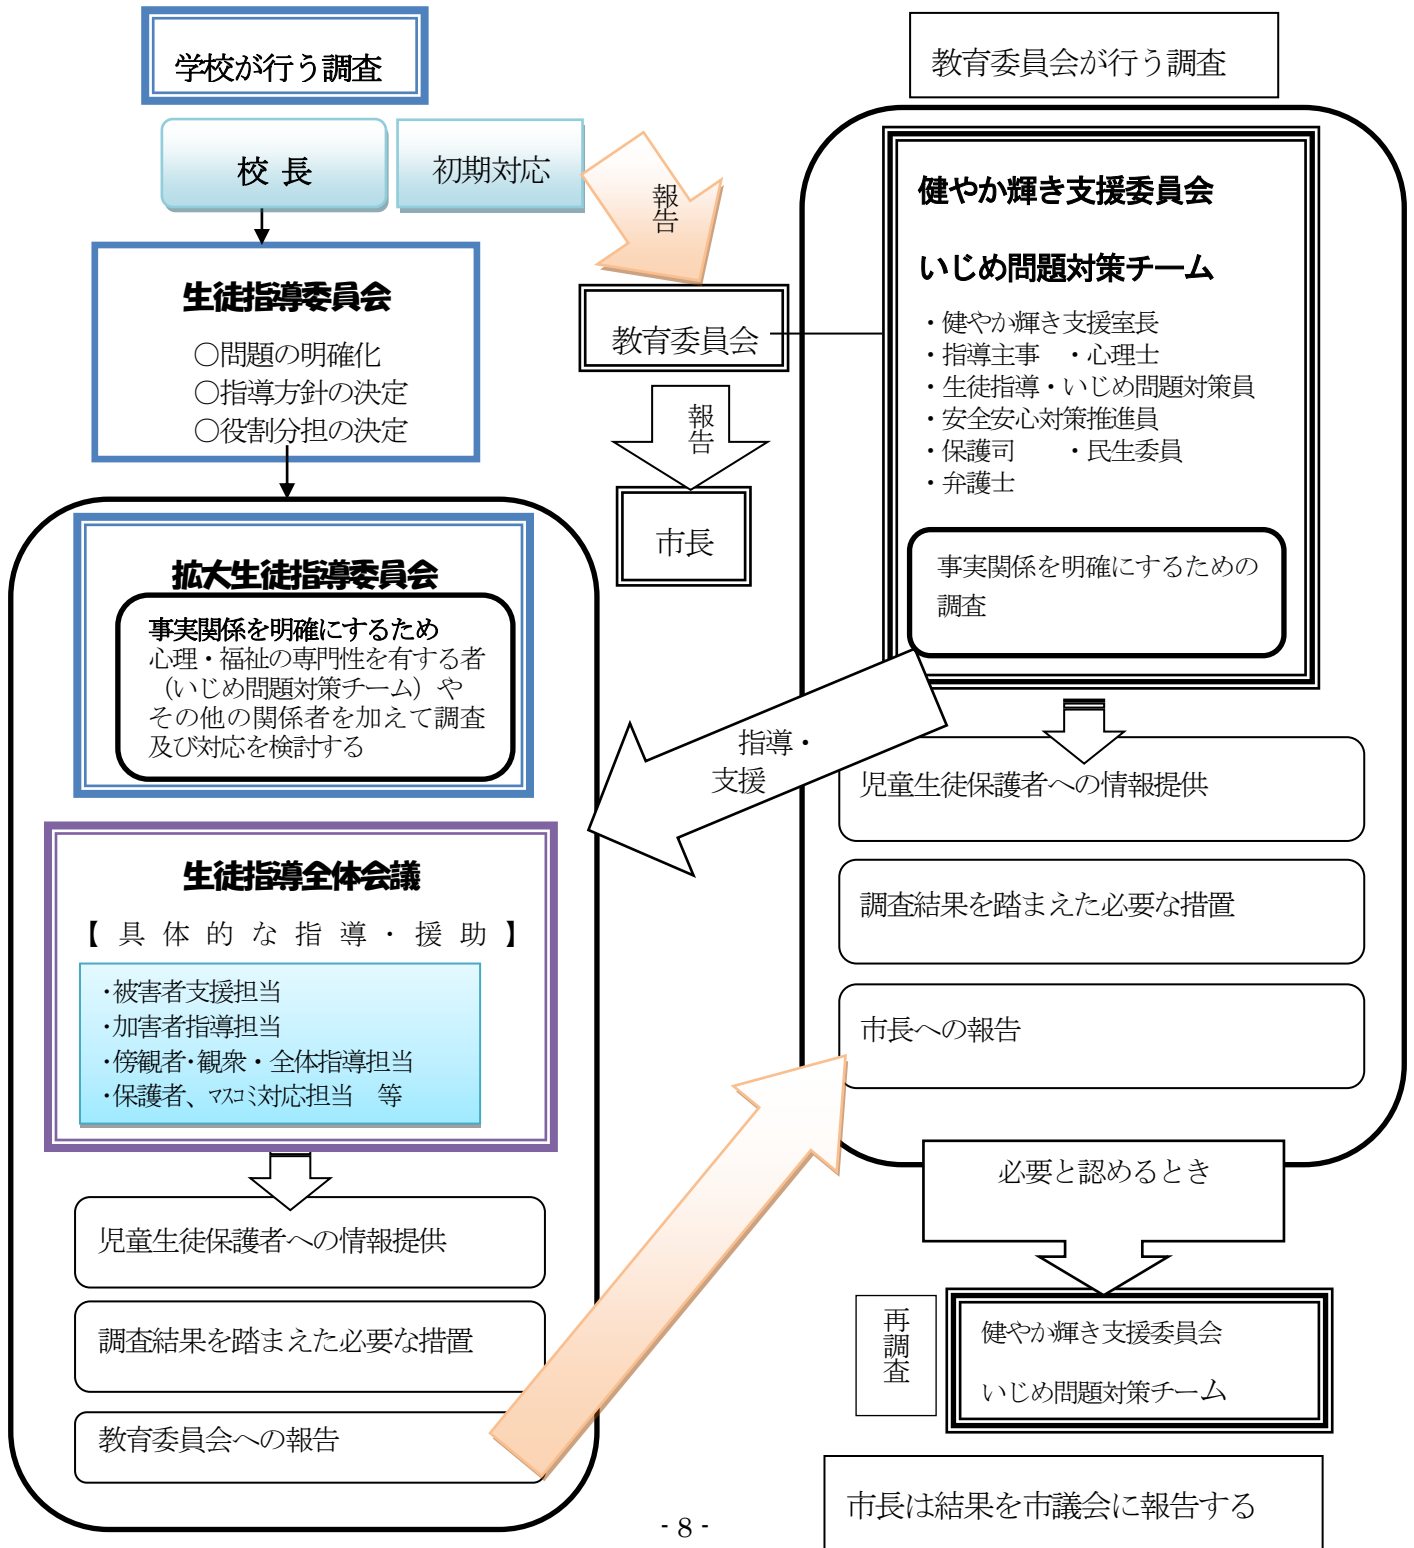 学校が行う調査
校 長
初期対応
報告
生徒指導委員会
○問題の明確化
○指導方針の決定
○役割分担の決定
教育委員会
報告
市長
拡大生徒指導委員会
事実関係を明確にするため
心理・福祉の専門性を有する者
（いじめ問題対策チーム）や
その他の関係者を加えて調査
及び対応を検討する
生徒指導全体会議
【 具 体 的 な 指 導 ・ 援 助 】
・被害者支援担当
・加害者指導担当
・傍観者・観衆・全体指導担当
・保護者、ﾏｽｺﾐ対応担当　等
児童生徒保護者への情報提供
調査結果を踏まえた必要な措置
教育委員会への報告
教育委員会が行う調査
健やか輝き支援委員会
いじめ問題対策チーム
・健やか輝き支援室長
・指導主事　・心理士
・生徒指導・いじめ問題対策員
・安全安心対策推進員
・保護司　　・民生委員
・弁護士
事実関係を明確にするための
調査
指導・
支援
児童生徒保護者への情報提供
調査結果を踏まえた必要な措置
市長への報告
必要と認めるとき
再調査
健やか輝き支援委員会
いじめ問題対策チーム
市長は結果を市議会に報告する
- 8 -